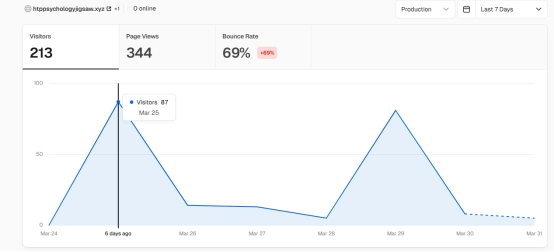 htppsychologyjigsaw.xyz +1 0 online Production Last 7 Days
Visitors Page Views Bounce Rate
213 344 69% +69%
100
Visitors 87
Mar 25
50
0
Mar 24 6 days ago Mar 26 Mar 27 Mar 28 Mar 29 Mar 30 Mar 31